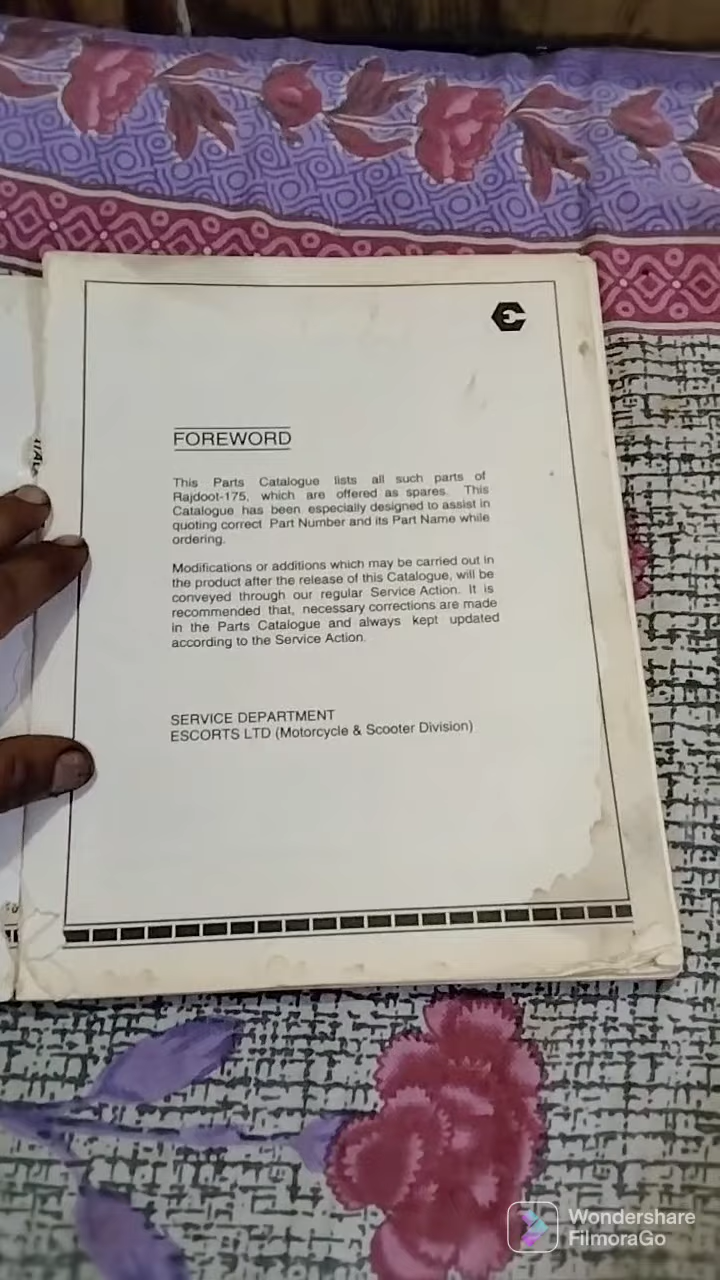 FOREWORD
This Parts Catalogue lists all such parts of
Rajdoot-175, which are offered as spares. This
Catalogue has been especially designed to assist in
quoting correct Part Number and its Part Name while
ordering.
Modifications or additions which may be carried out in
the product after the release of this Catalogue, will be
conveyed through our regular Service Action. It is
recommended that, necessary corrections are made
in the Parts Catalogue and always kept updated
according to the Service Action.
SERVICE DEPARTMENT
ESCORTS LTD (Motorcycle & Scooter Division)
Wondershare
FilmoraGo